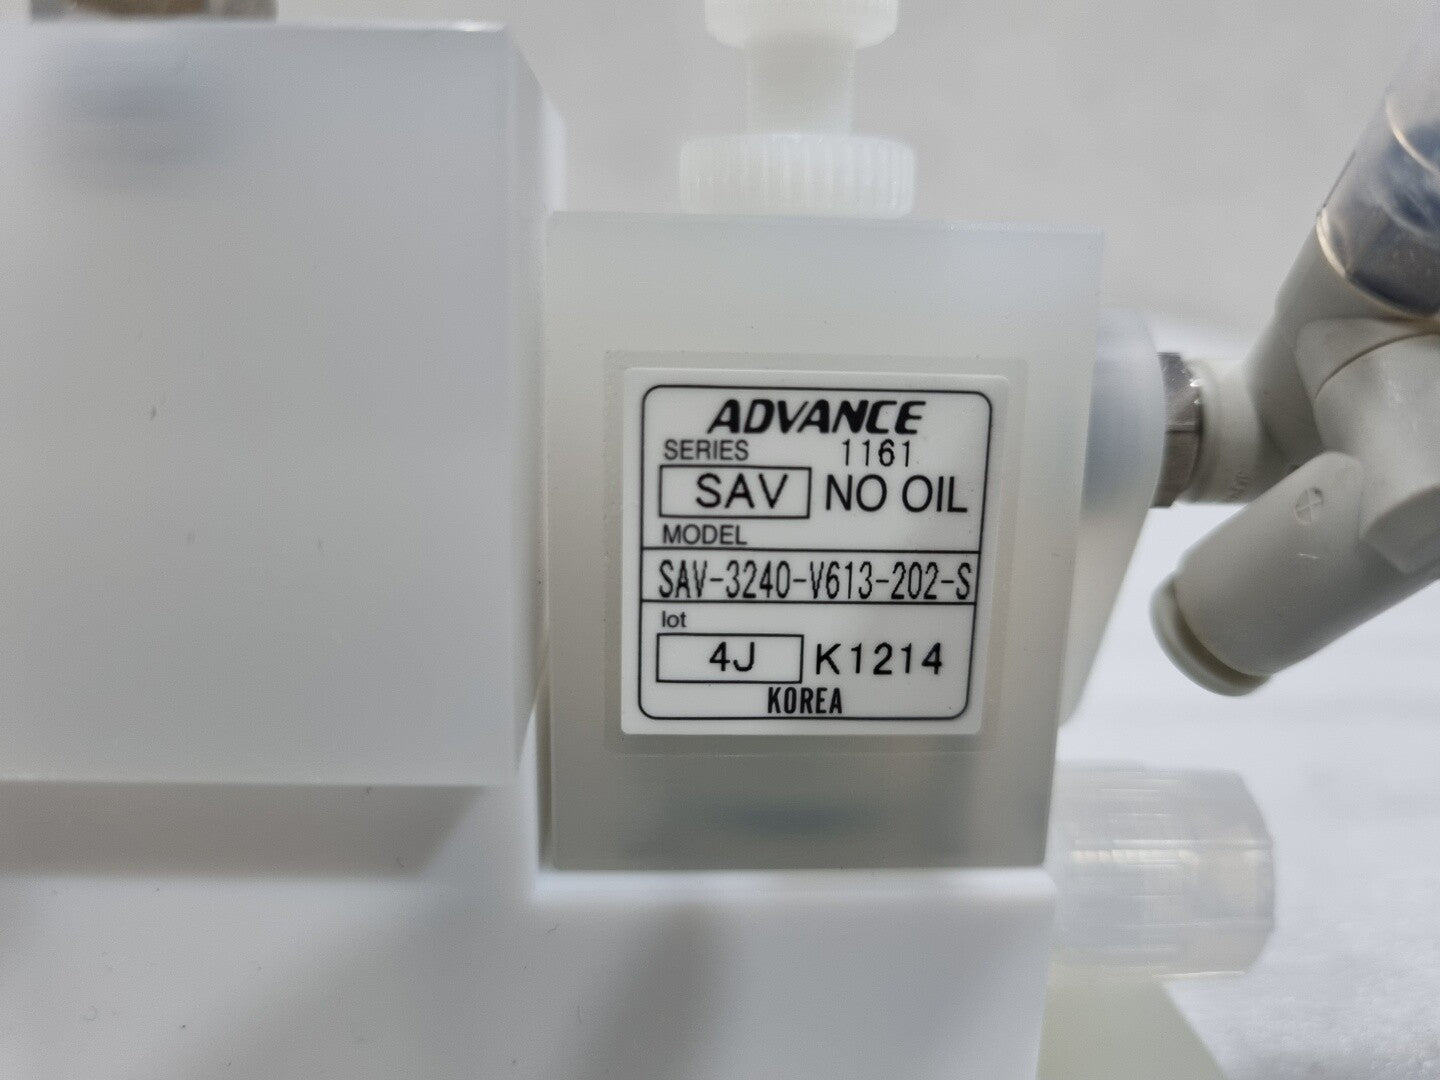 ADVANCE
SERIES 1161
SAV NO OIL
MODEL
SAV-3240-V613-202-S
lot
4J K1214
KOREA